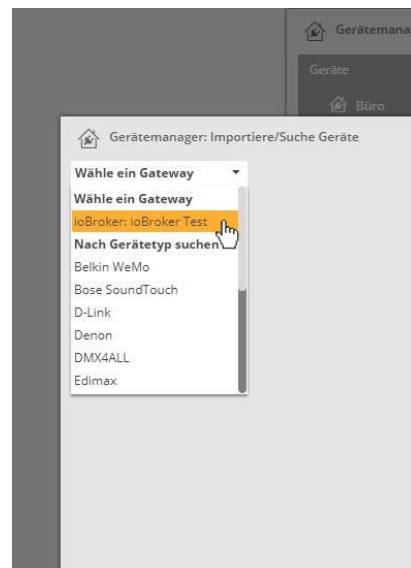 Gerätemana
Geräte
Büro
Gerätemanager: Importiere/Suche Geräte
Wähle ein Gateway
Wähle ein Gateway
ioBroker: ioBroker Test
Nach Gerätetyp suchen
Belkin WeMo
Bose SoundTouch
D-Link
Denon
DMX4ALL
Edimax